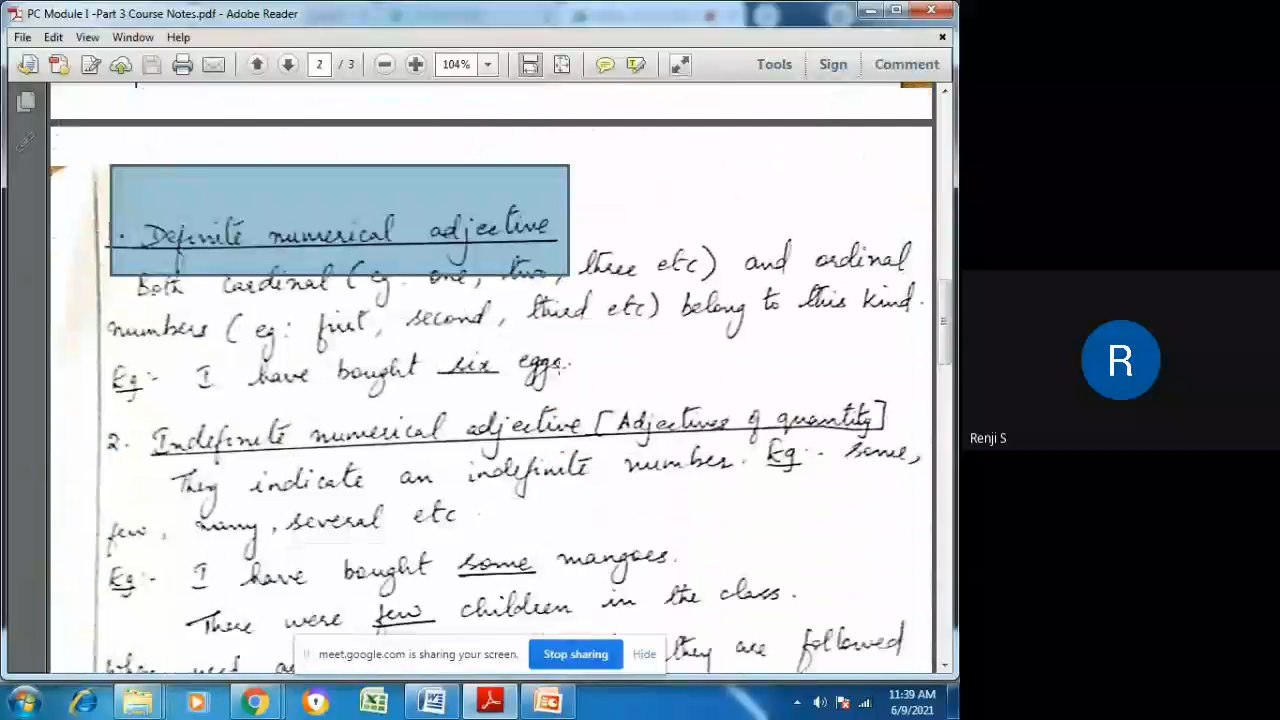 PC Module I -Part 3 Course Notes.pdf - Adobe Reader
File Edit View Window Help
2 / 3 104% Tools Sign Comment
. Definite numerical adjective
Both cardinal (eg: one, two, three etc) and ordinal
numbers (eg: first, second, third etc) belong to this kind.
Eg:- I have bought six eggs.
2. Indefinite numerical adjective [Adjectives of quantity]
They indicate an indefinite number. Eg:- some,
few, many, several etc
Eg:- I have bought some mangoes.
There were few children in the class.
they are followed
meet.google.com is sharing your screen. Stop sharing Hide
R
Renji S
11:39 AM
6/9/2021